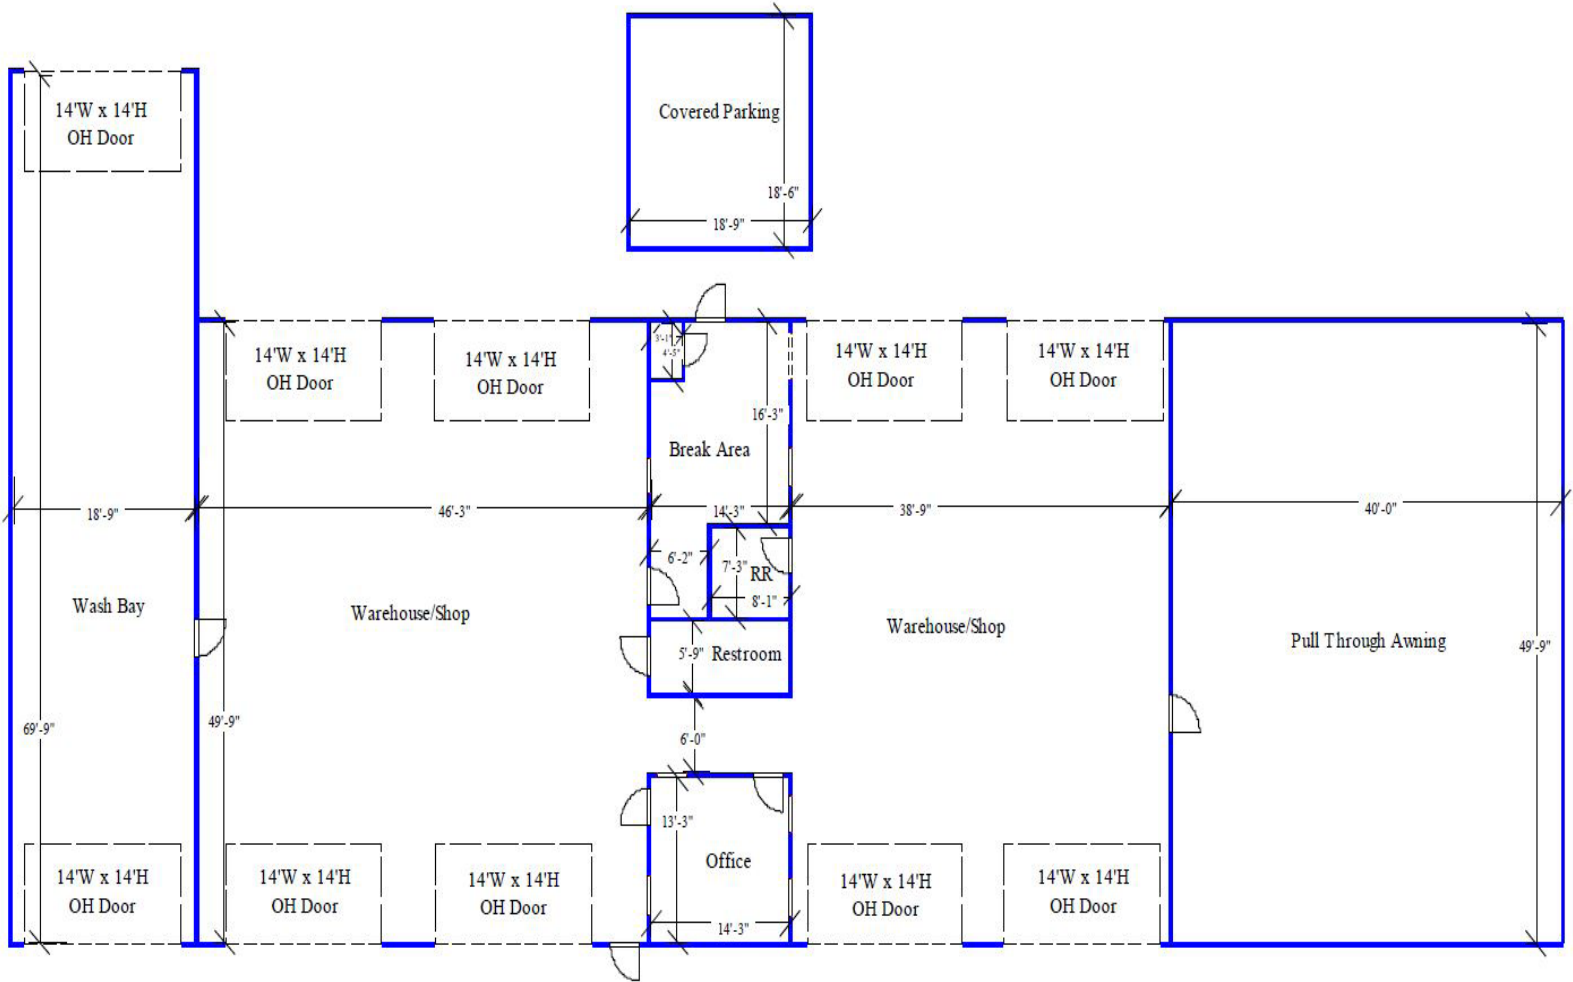 14'W x 14'H
OH Door
Covered Parking
18'-6"
18'-9"
14'W x 14'H
OH Door
14'W x 14'H
OH Door
3'-1"
4'-5"
14'W x 14'H
OH Door
14'W x 14'H
OH Door
16'-3"
Break Area
18'-9"
46'-3"
14'-3"
38'-9"
40'-0"
6'-2"
7'-3"
RR
8'-1"
Wash Bay
Warehouse/Shop
Warehouse/Shop
Pull Through Awning
49'-9"
5'-9"
Restroom
69'-9"
49'-9"
6'-0"
13'-3"
Office
14'W x 14'H
OH Door
14'W x 14'H
OH Door
14'W x 14'H
OH Door
14'-3"
14'W x 14'H
OH Door
14'W x 14'H
OH Door